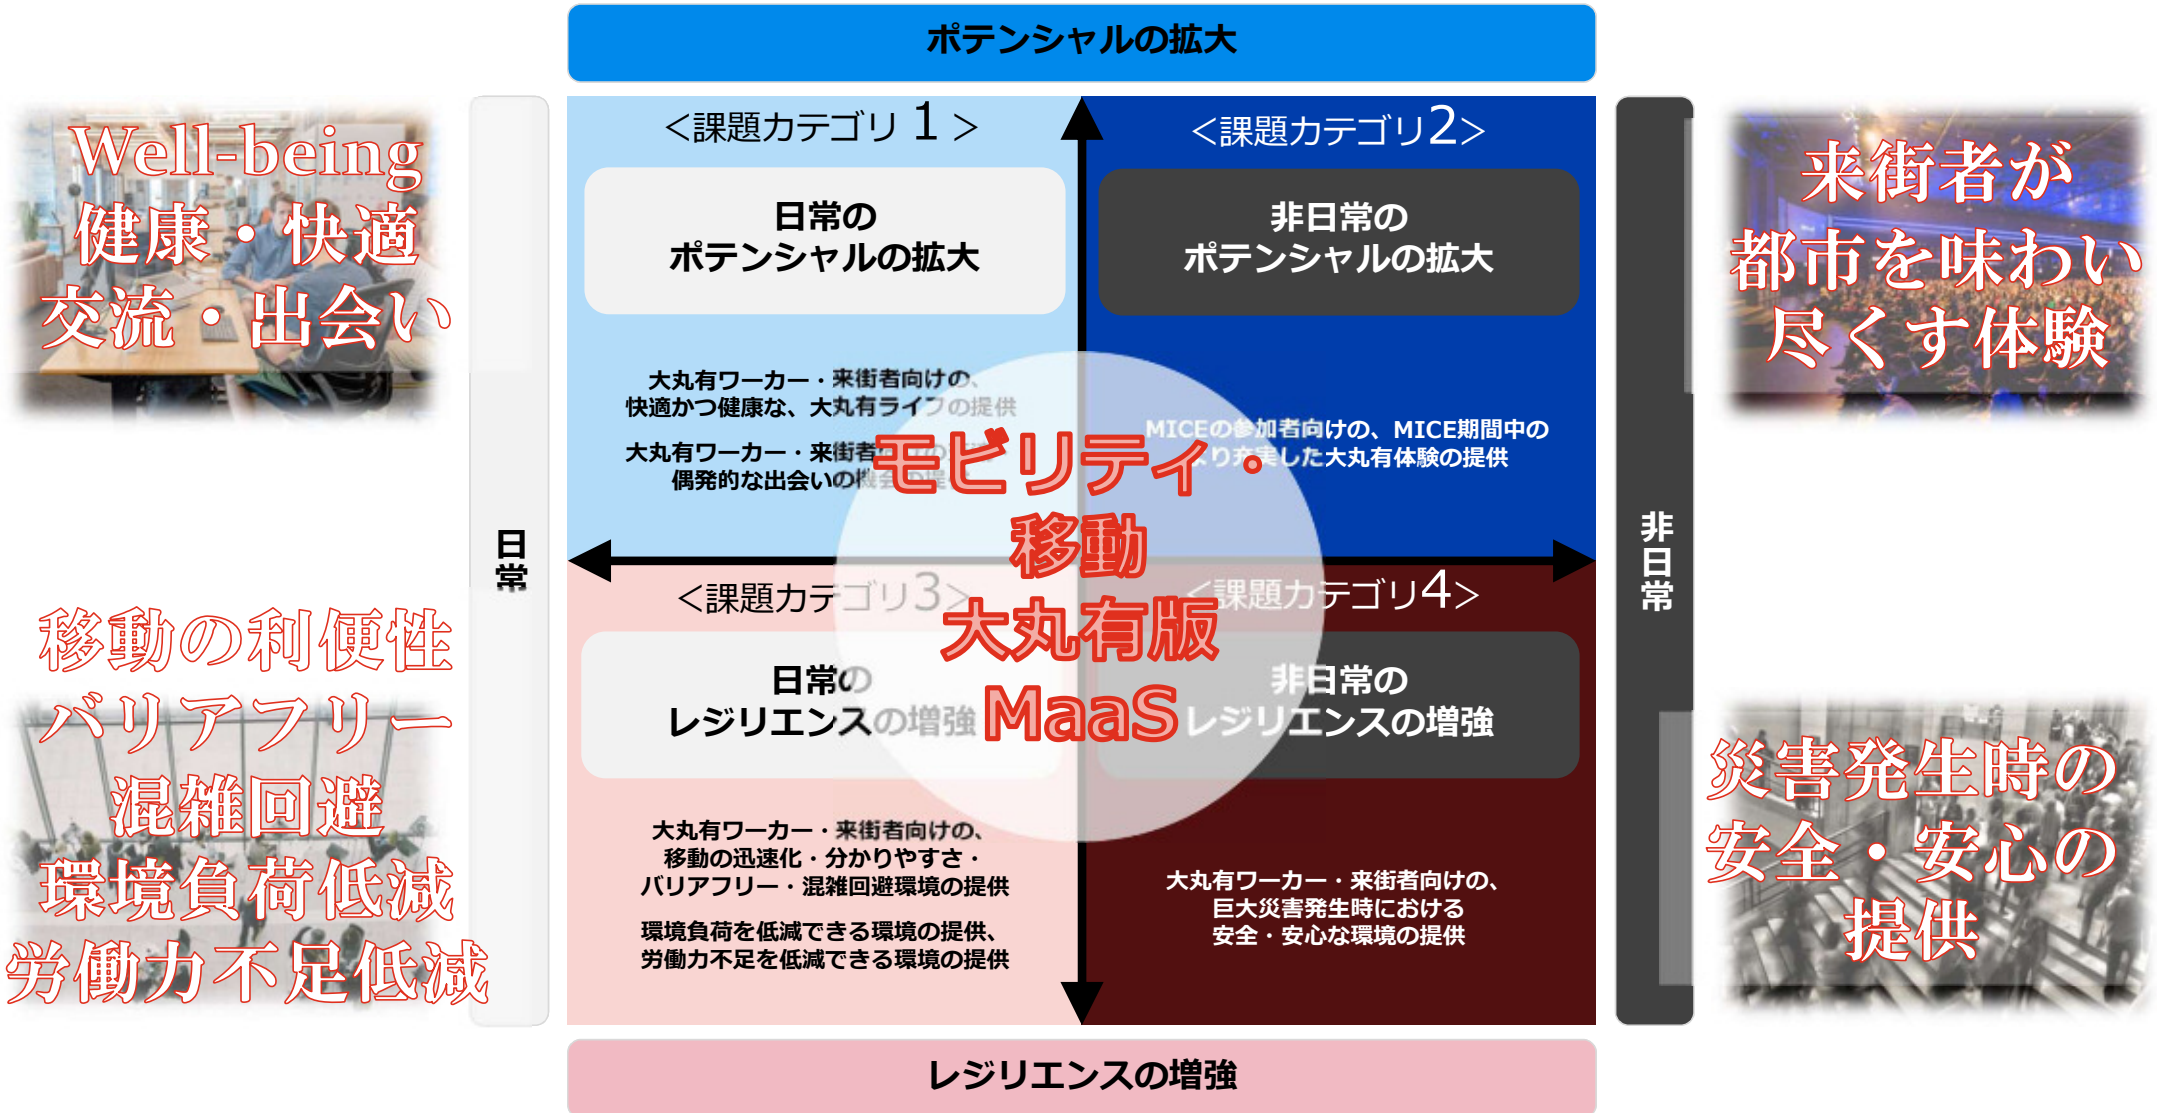 ポテンシャルの拡大
Well-being
健康・快適
交流・出会い
<課題カテゴリ 1 >
日常の
ポテンシャルの拡大
大丸有ワーカー・来街者向けの、
快適かつ健康な、大丸有ライフの提供
大丸有ワーカー・来街者
偶発的な出会いの機会の提
<課題カテゴリ2>
非日常の
ポテンシャルの拡大
MICEの参加者向けの、MICE期間中の
より充実した大丸有体験の提供
来街者が
都市を味わい
尽くす体験
日常
モビリティ・
移動
大丸有版
MaaS
非日常
移動の利便性
バリアフリー
混雑回避
環境負荷低減
労働力不足低減
<課題カテゴリ3>
日常の
レジリエンスの増強
大丸有ワーカー・来街者向けの、
移動の迅速化・分かりやすさ・
バリアフリー・混雑回避環境の提供
環境負荷を低減できる環境の提供、
労働力不足を低減できる環境の提供
<課題カテゴリ4>
非日常の
レジリエンスの増強
大丸有ワーカー・来街者向けの、
巨大災害発生時における
安全・安心な環境の提供
災害発生時の
安全・安心の
提供
レジリエンスの増強